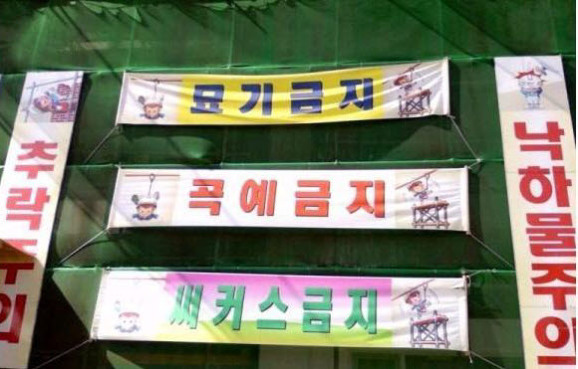 추락주의
묘기금지
곡예금지
써커스금지
낙하물주의